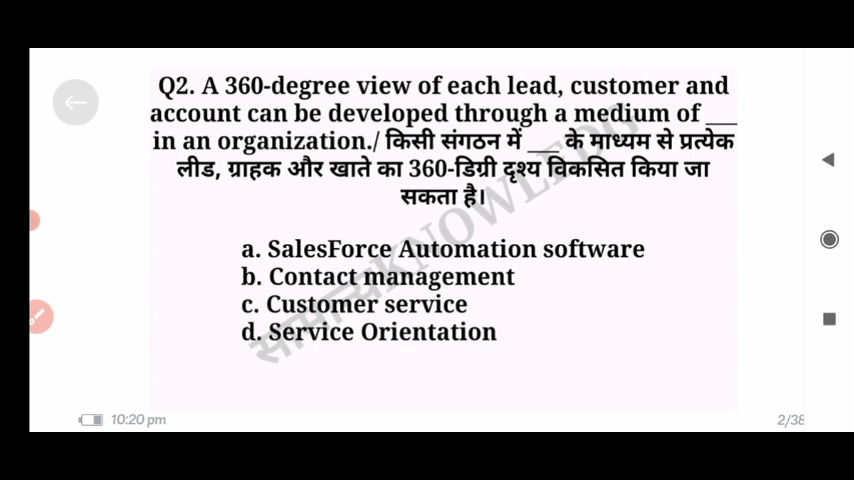 Q2. A 360-degree view of each lead, customer and
account can be developed through a medium of ___
in an organization./ किसी संगठन में ___ के माध्यम से प्रत्येक
लीड, ग्राहक और खाते का 360-डिग्री दृश्य विकसित किया जा
सकता है।
a. SalesForce Automation software
b. Contact management
c. Customer service
d. Service Orientation
सामान्यKNOWLEDG
10:20 pm
2/38